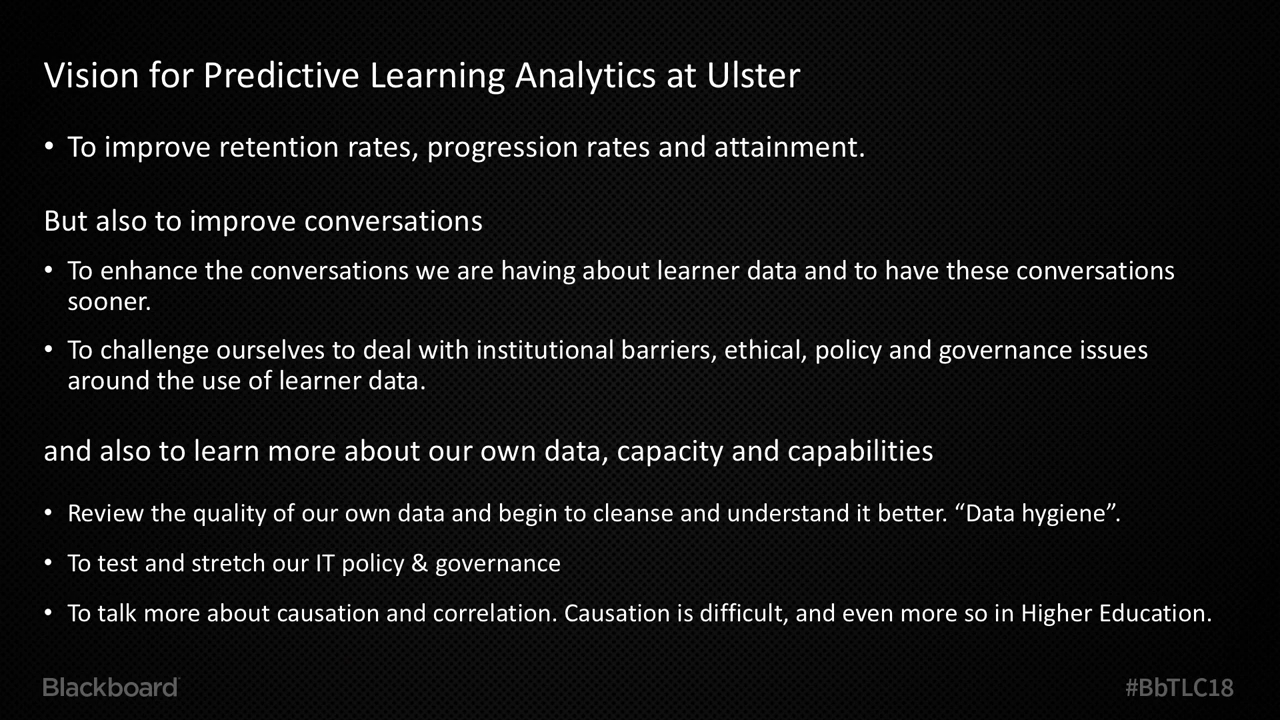 Vision for Predictive Learning Analytics at Ulster
• To improve retention rates, progression rates and attainment.
But also to improve conversations
• To enhance the conversations we are having about learner data and to have these conversations
sooner.
• To challenge ourselves to deal with institutional barriers, ethical, policy and governance issues
around the use of learner data.
and also to learn more about our own data, capacity and capabilities
• Review the quality of our own data and begin to cleanse and understand it better. “Data hygiene”.
• To test and stretch our IT policy & governance
• To talk more about causation and correlation. Causation is difficult, and even more so in Higher Education.
Blackboard
#BbTLC18